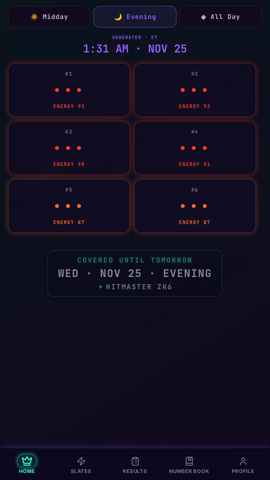 ☀️ Midday
🌙 Evening
◈ All Day
GENERATED · ET
1:31 AM · NOV 25
#1
● ● ●
ENERGY 93
#2
● ● ●
ENERGY 93
#3
● ● ●
ENERGY 90
#4
● ● ●
ENERGY 91
#5
● ● ●
ENERGY 87
#6
● ● ●
ENERGY 87
COVERED UNTIL TOMORROW
WED · NOV 25 · EVENING
HITMASTER ZK6
HOME
SLATES
RESULTS
NUMBER BOOK
PROFILE